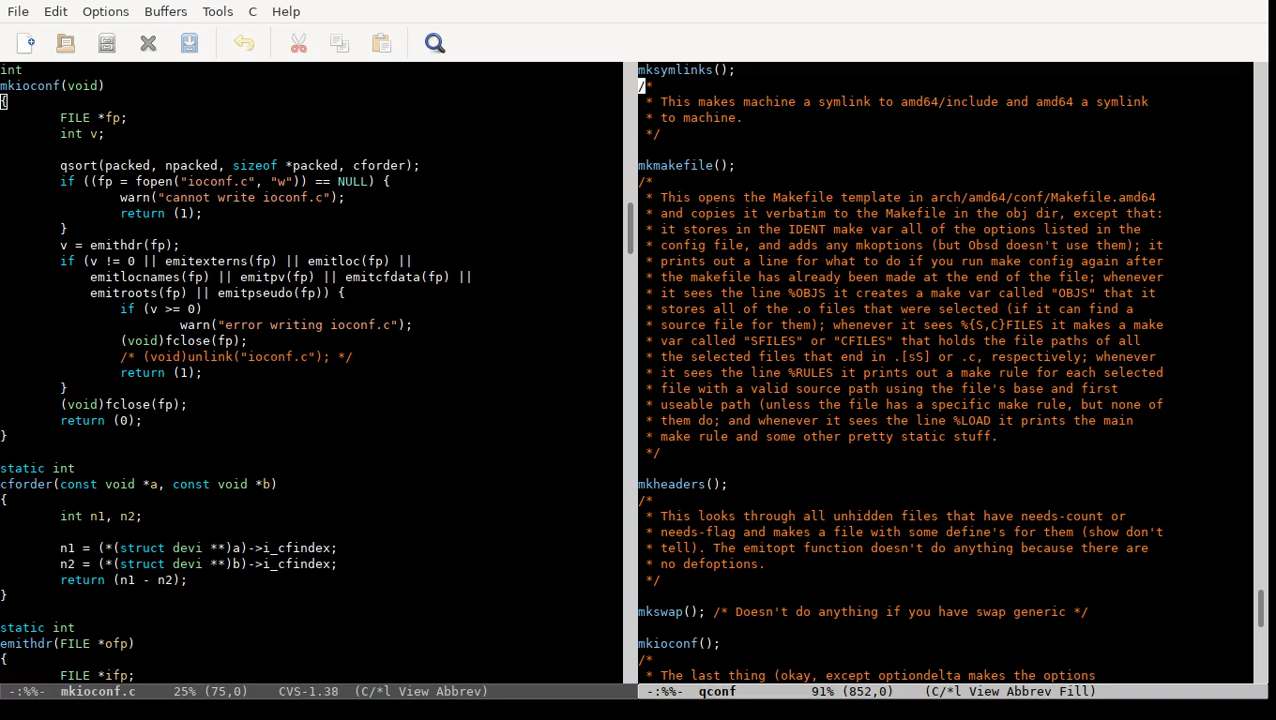 File Edit Options Buffers Tools C Help
int
mkioconf(void)
{
        FILE *fp;
        int v;

        qsort(packed, npacked, sizeof *packed, cforder);
        if ((fp = fopen("ioconf.c", "w")) == NULL) {
                warn("cannot write ioconf.c");
                return (1);
        }
        v = emithdr(fp);
        if (v != 0 || emitexterns(fp) || emitloc(fp) ||
            emitlocnames(fp) || emitpv(fp) || emitcfdata(fp) ||
            emitroots(fp) || emitpseudo(fp)) {
                if (v >= 0)
                        warn("error writing ioconf.c");
                (void)fclose(fp);
                /* (void)unlink("ioconf.c"); */
                return (1);
        }
        (void)fclose(fp);
        return (0);
}

static int
cforder(const void *a, const void *b)
{
        int n1, n2;

        n1 = (*(struct devi **)a)->i_cfindex;
        n2 = (*(struct devi **)b)->i_cfindex;
        return (n1 - n2);
}

static int
emithdr(FILE *ofp)
{
        FILE *ifp;
-:%%-  mkioconf.c     25% (75,0)    CVS-1.38  (C/*l View Abbrev)
mksymlinks();
/*
 * This makes machine a symlink to amd64/include and amd64 a symlink
 * to machine.
 */

mkmakefile();
/*
 * This opens the Makefile template in arch/amd64/conf/Makefile.amd64
 * and copies it verbatim to the Makefile in the obj dir, except that:
 * it stores in the IDENT make var all of the options listed in the
 * config file, and adds any mkoptions (but Obsd doesn't use them); it
 * prints out a line for what to do if you run make config again after
 * the makefile has already been made at the end of the file; whenever
 * it sees the line %OBJS it creates a make var called "OBJS" that it
 * stores all of the .o files that were selected (if it can find a
 * source file for them); whenever it sees %{S,C}FILES it makes a make
 * var called "SFILES" or "CFILES" that holds the file paths of all
 * the selected files that end in .[sS] or .c, respectively; whenever
 * it sees the line %RULES it prints out a make rule for each selected
 * file with a valid source path using the file's base and first
 * useable path (unless the file has a specific make rule, but none of
 * them do; and whenever it sees the line %LOAD it prints the main
 * make rule and some other pretty static stuff.
 */

mkheaders();
/*
 * This looks through all unhidden files that have needs-count or
 * needs-flag and makes a file with some define's for them (show don't
 * tell). The emitopt function doesn't do anything because there are
 * no defoptions.
 */

mkswap(); /* Doesn't do anything if you have swap generic */

mkioconf();
/*
 * The last thing (okay, except optiondelta makes the options
-:%%-  qconf          91% (852,0)    (C/*l View Abbrev Fill)